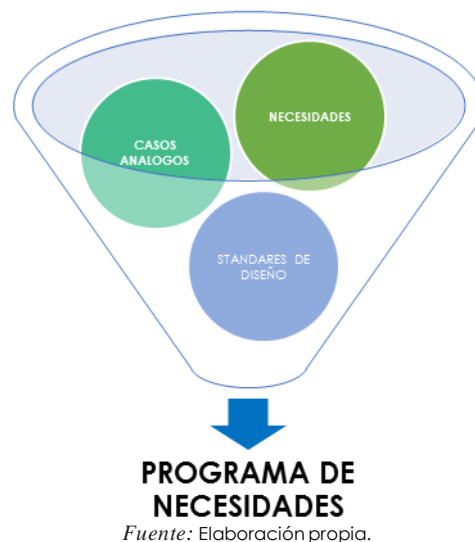 NECESIDADES
CASOS
ANALOGOS
STANDARES DE
DISEÑO
PROGRAMA DE
NECESIDADES
Fuente: Elaboración propia.